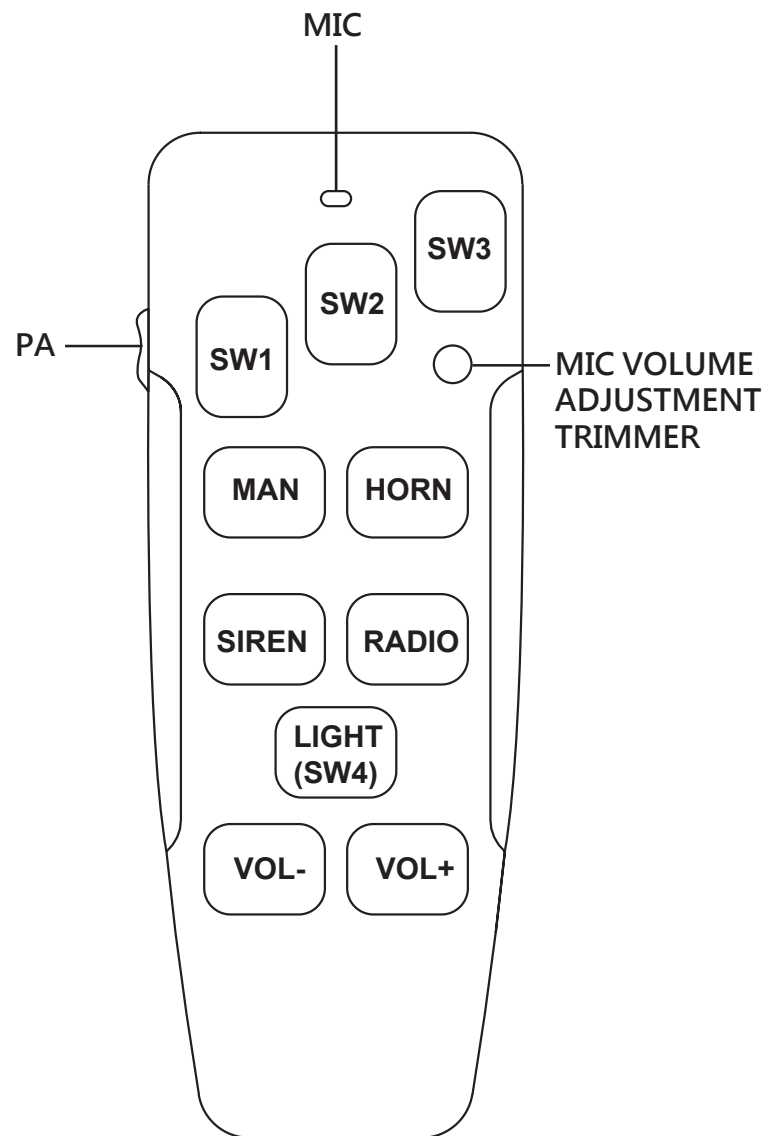 MIC
SW3
SW2
SW1
PA
MIC VOLUME
ADJUSTMENT
TRIMMER
MAN
HORN
SIREN
RADIO
LIGHT
(SW4)
VOL-
VOL+